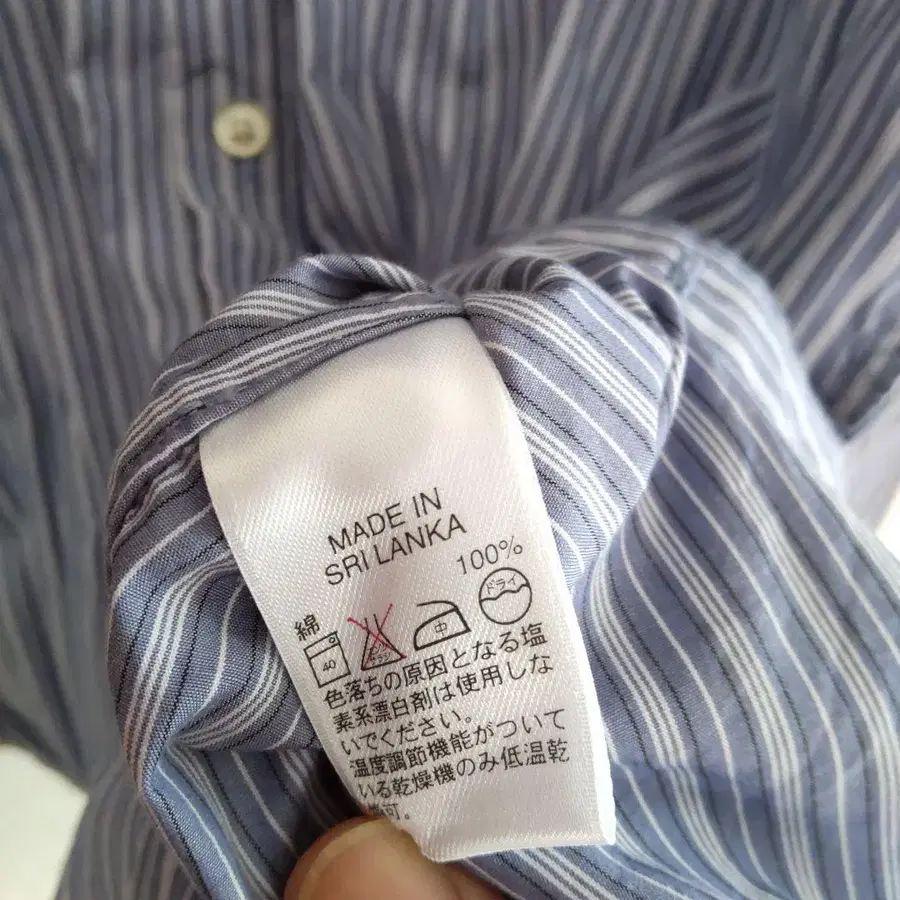 MADE IN
SRI LANKA
綿 100%
40 中 ドライ
色落ちの原因となる塩
素系漂白剤は使用しな
いでください。
温度調節機能がついて
いる乾燥機のみ低温乾
可。